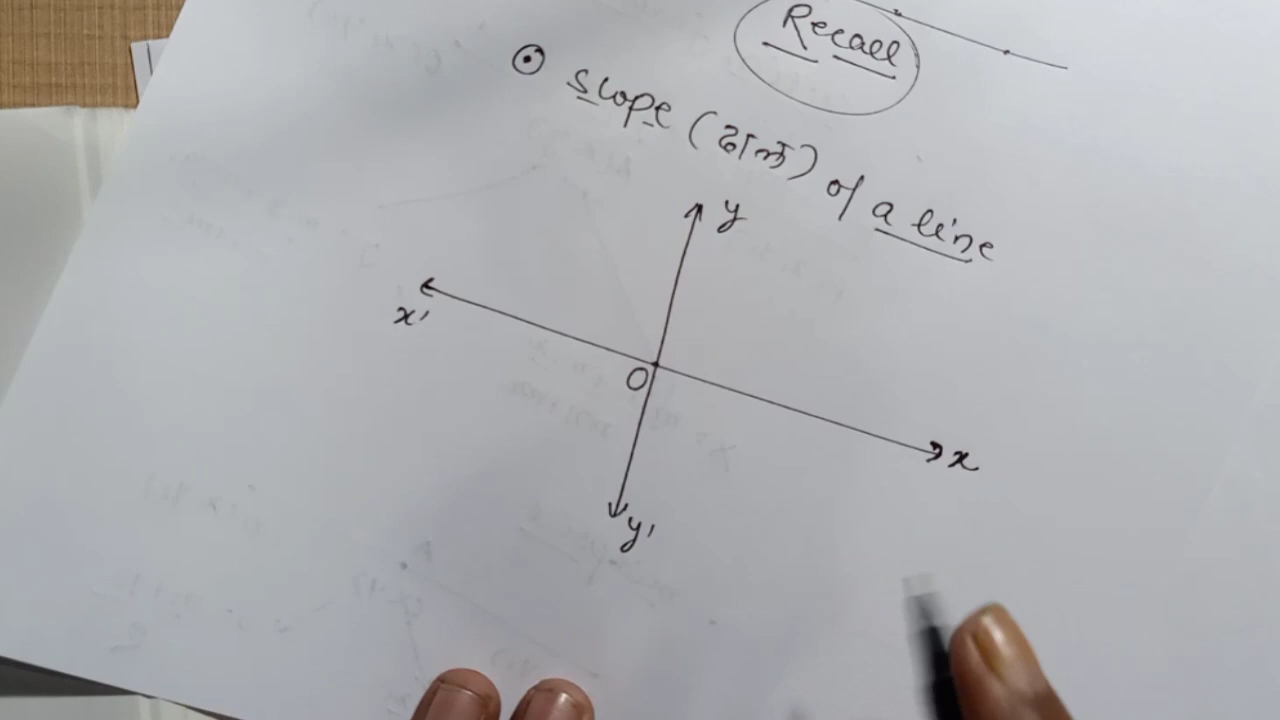 Recall
slope (ढाल) of a line
y
x'
O
x
y'